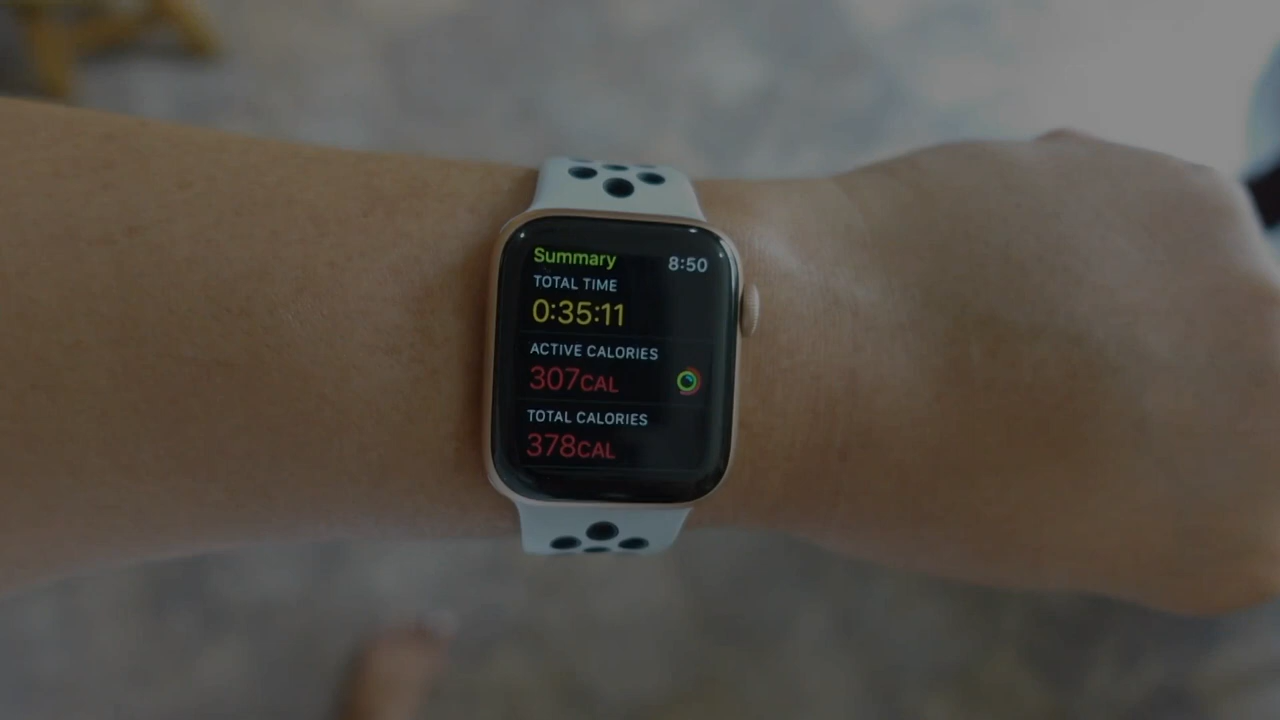 Summary 8:50
TOTAL TIME
0:35:11
ACTIVE CALORIES
307CAL
TOTAL CALORIES
378CAL